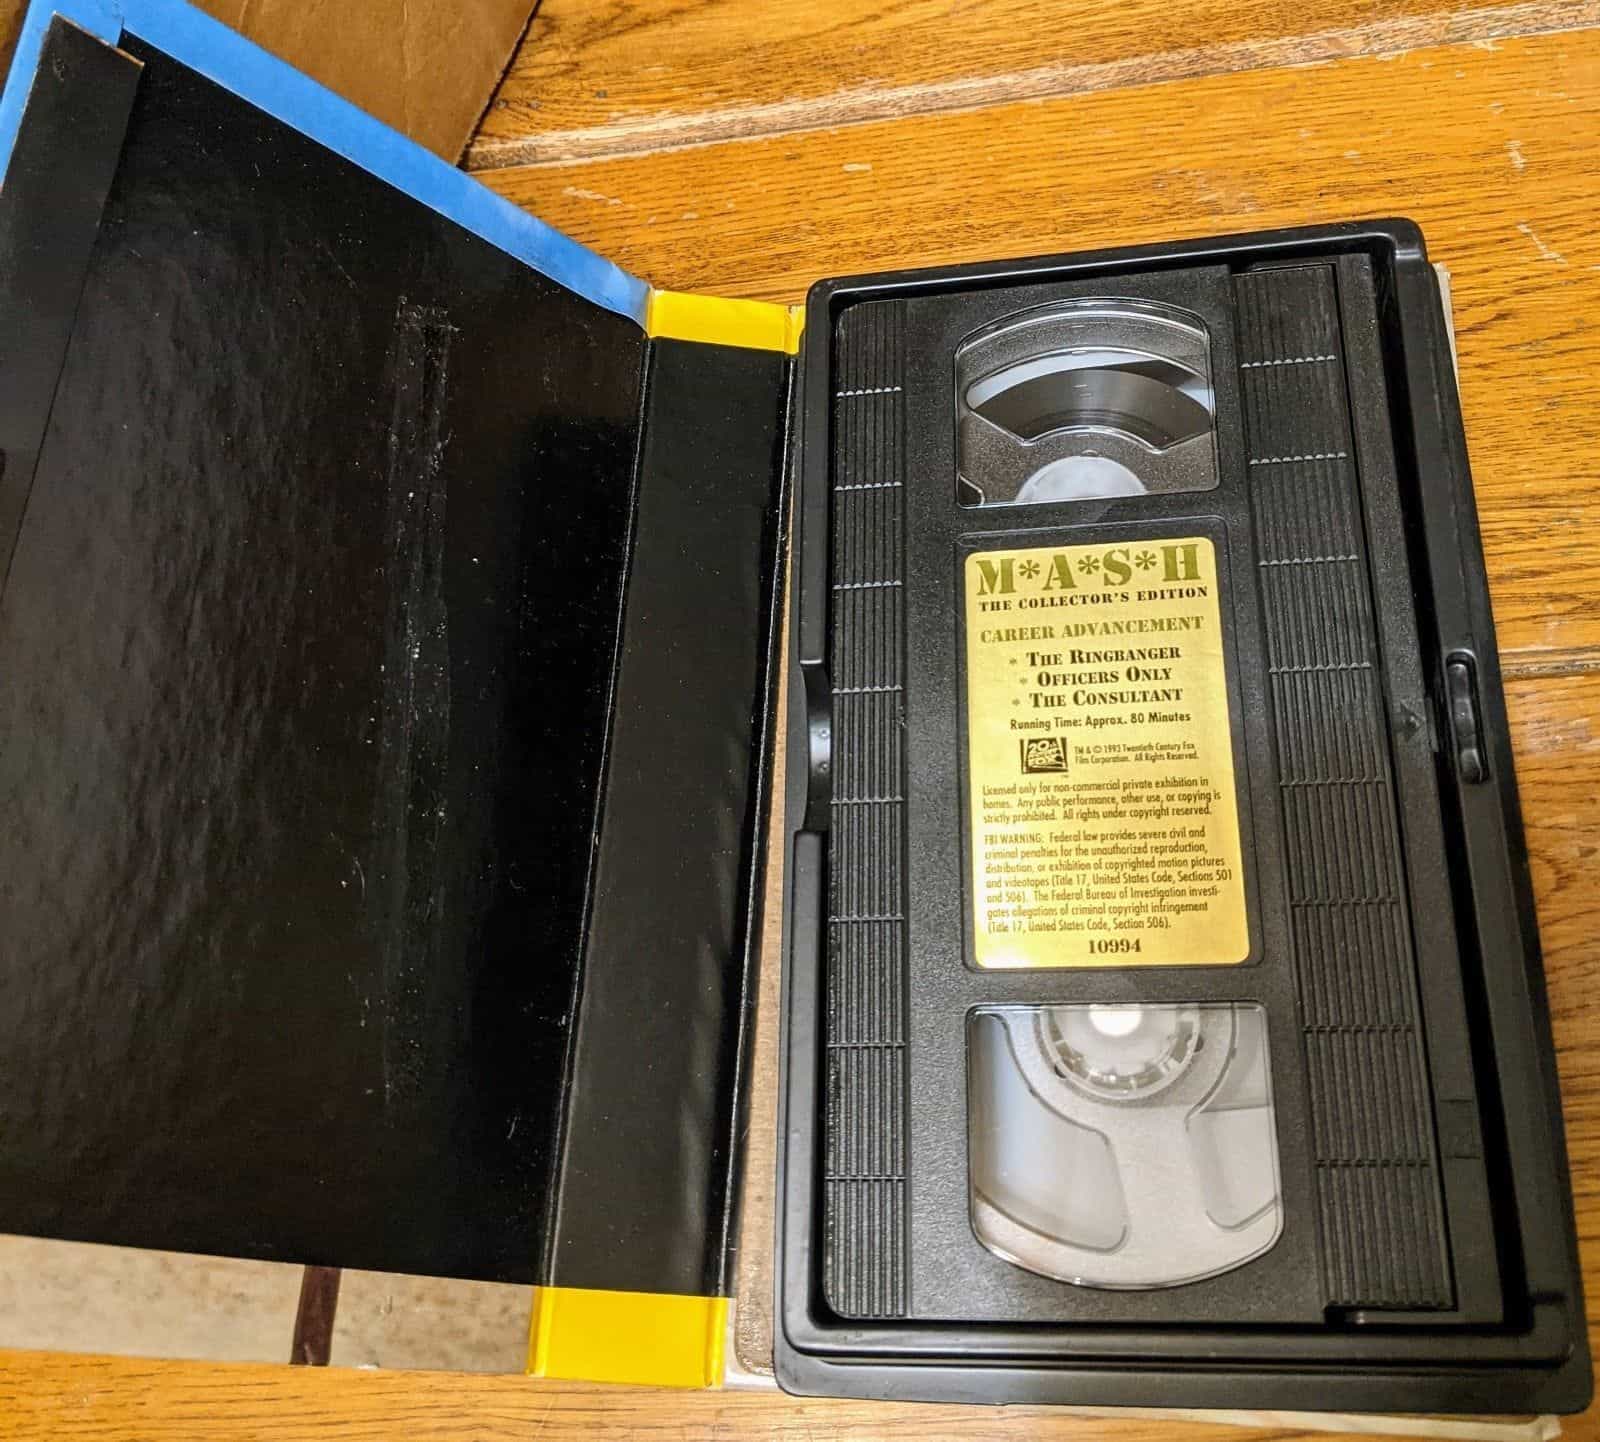 M*A*S*H
THE COLLECTOR'S EDITION
CAREER ADVANCEMENT
* THE RINGBANGER
* OFFICERS ONLY
* THE CONSULTANT
Running Time: Approx. 80 Minutes
20th CENTURY FOX
TM & © 1993 Twentieth Century Fox
Film Corporation. All Rights Reserved.
Licensed only for non-commercial private exhibition in
homes. Any public performance, other use, or copying is
strictly prohibited. All rights under copyright reserved.
FBI WARNING: Federal law provides severe civil and
criminal penalties for the unauthorized reproduction,
distribution, or exhibition of copyrighted motion pictures
and videotapes (Title 17, United States Code, Sections 501
and 506). The Federal Bureau of Investigation investi-
gates allegations of criminal copyright infringement
(Title 17, United States Code, Section 506).
10994